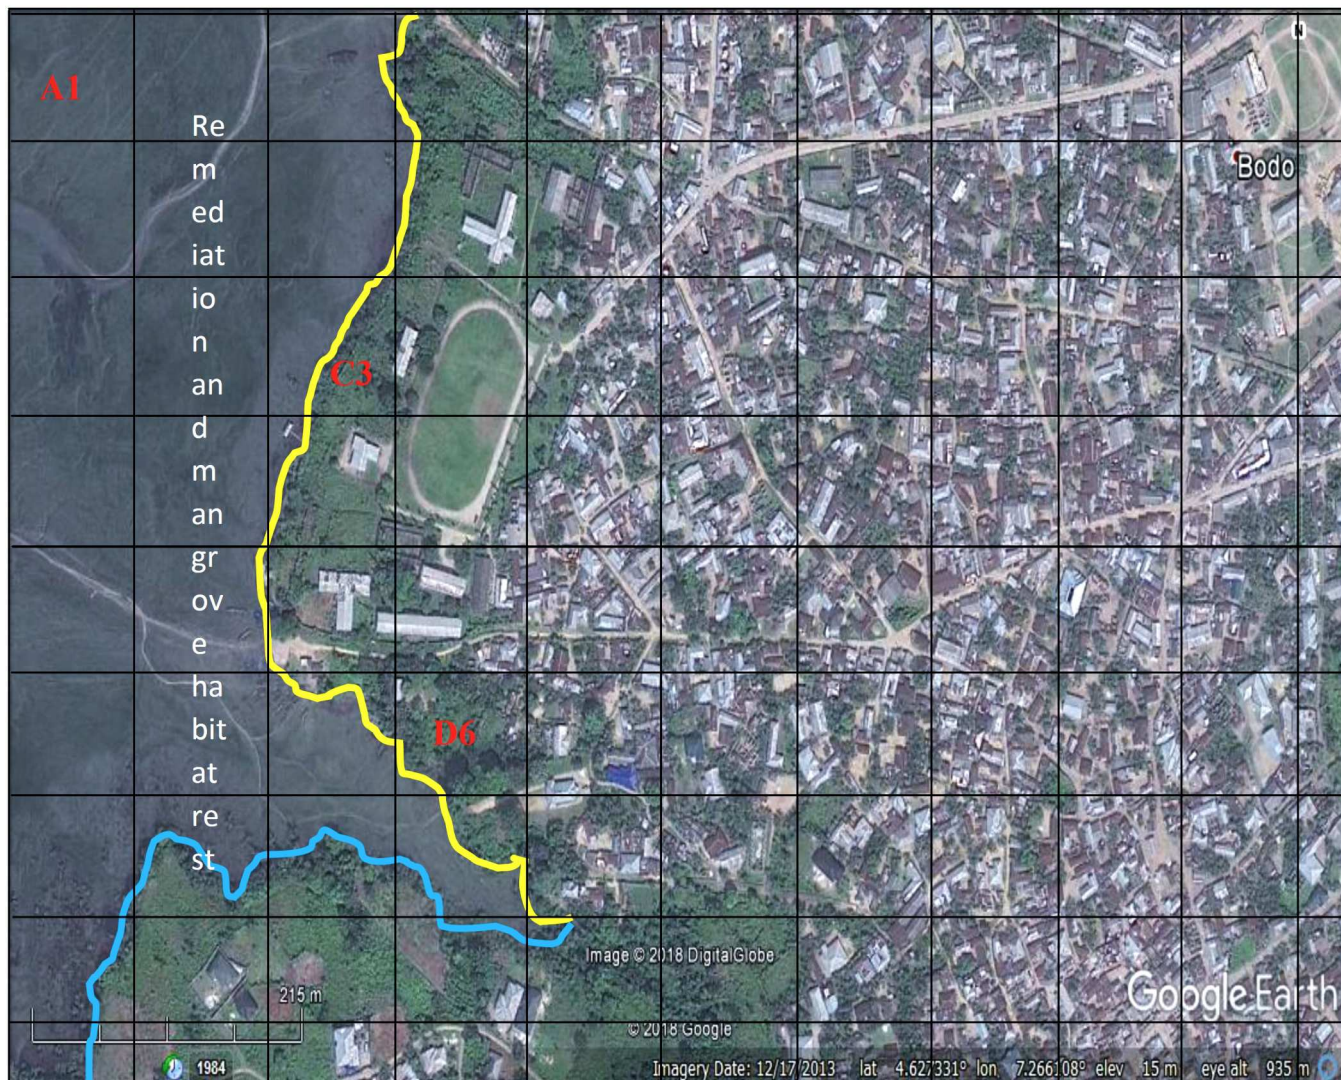 A1
Re
m
ed
iat
io
n
an
d
m
an
gr
ov
e
ha
bit
at
re
st
N
Bodo
C3
D6
Image © 2018 DigitalGlobe
Google Earth
215 m
© 2018 Google
1984
Imagery Date: 12/17/2013 lat 4.627331° lon 7.266108° elev 15 m eye alt 935 m